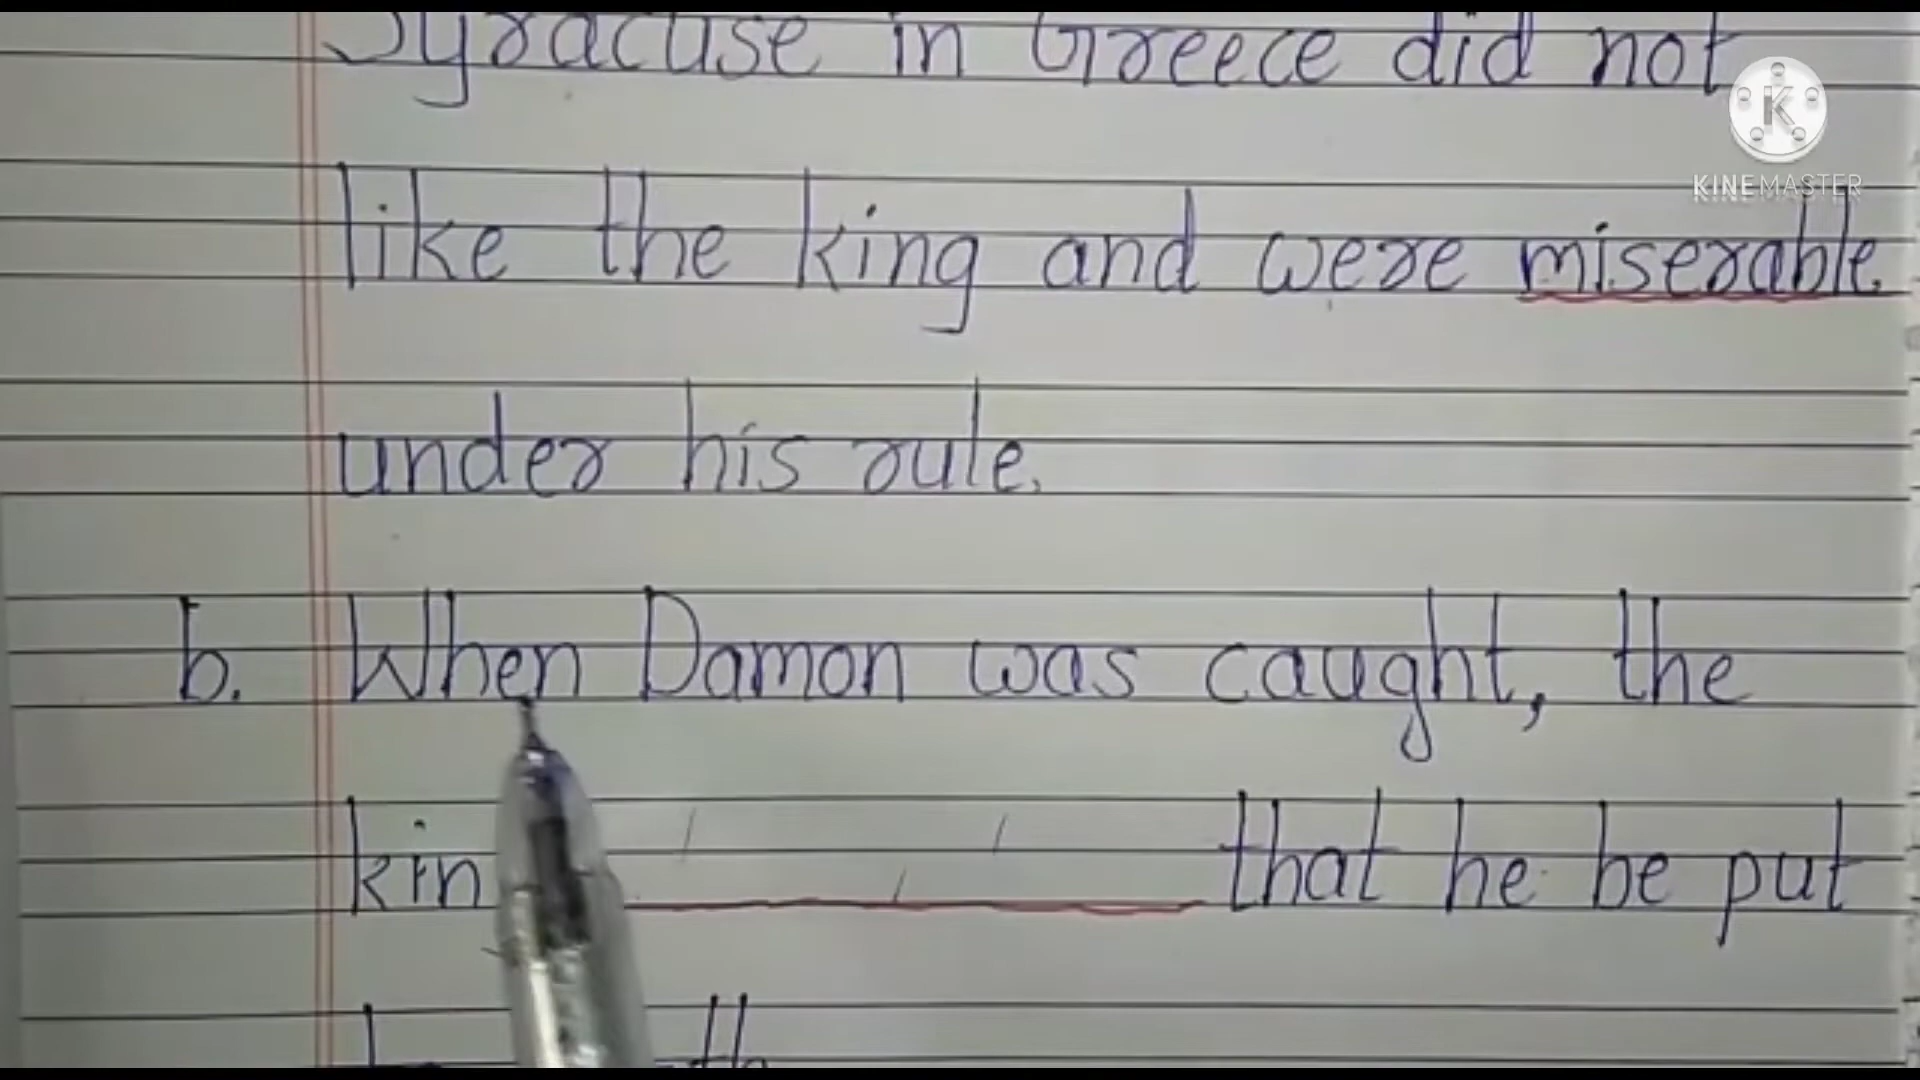 Syracuse in Greece did not
KINEMASTER
like the king and were miserable
under his rule.
b. When Damon was caught, the
kin that he be put